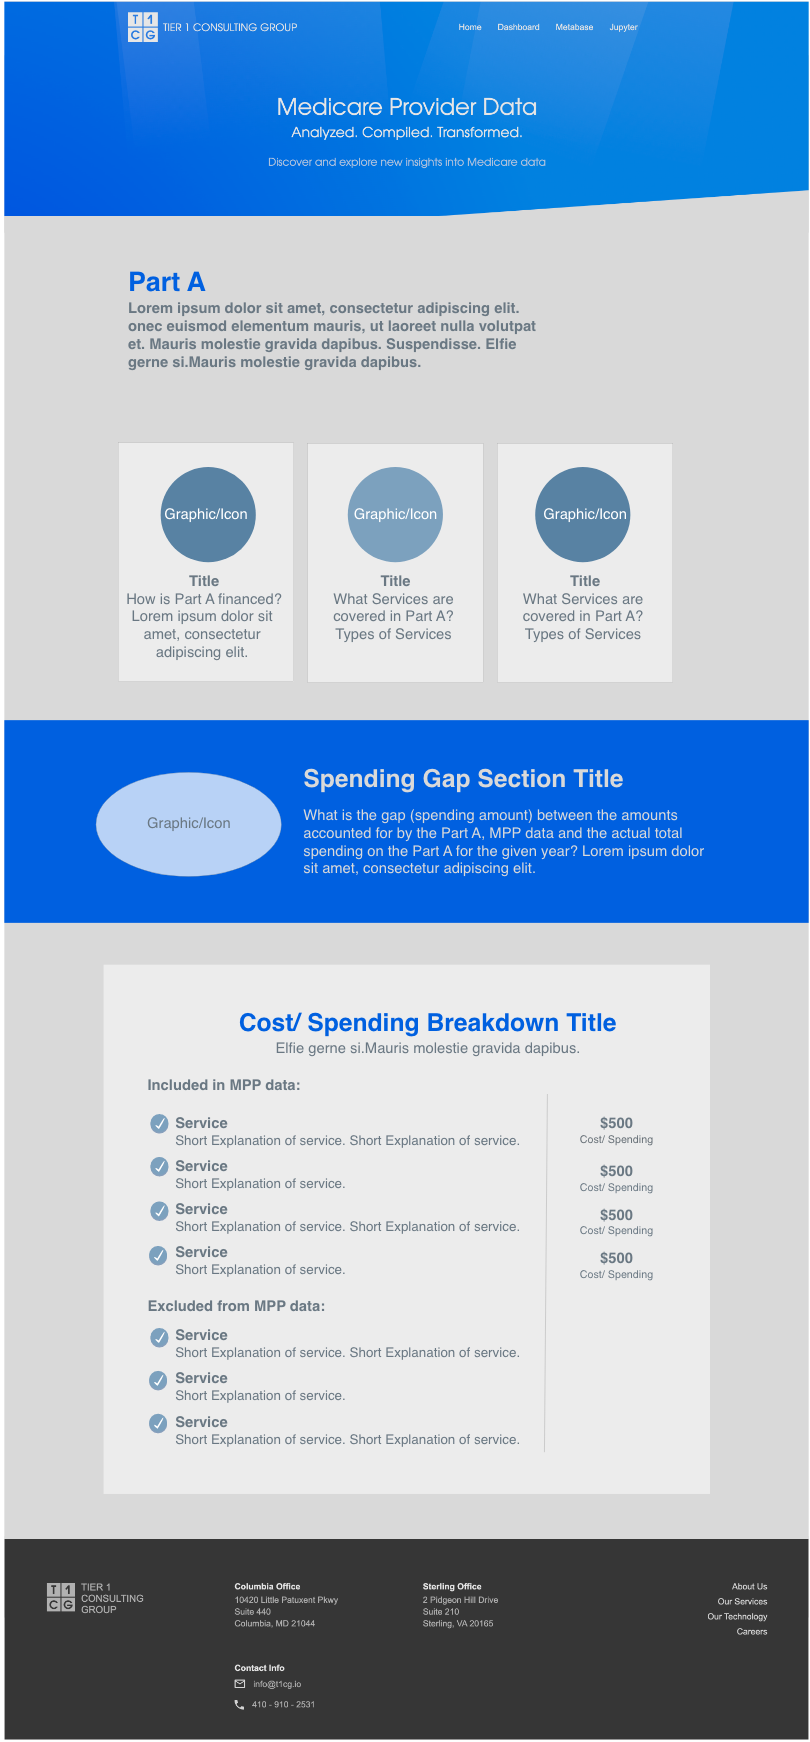 T 1
C G
TIER 1 CONSULTING GROUP
Home Dashboard Metabase Jupyter
Medicare Provider Data
Analyzed. Compiled. Transformed.
Discover and explore new insights into Medicare data
Part A
Lorem ipsum dolor sit amet, consectetur adipiscing elit.
onec euismod elementum mauris, ut laoreet nulla volutpat
et. Mauris molestie gravida dapibus. Suspendisse. Elfie
gerne si.Mauris molestie gravida dapibus.
Graphic/Icon
Title
How is Part A financed?
Lorem ipsum dolor sit
amet, consectetur
adipiscing elit.
Graphic/Icon
Title
What Services are
covered in Part A?
Types of Services
Graphic/Icon
Title
What Services are
covered in Part A?
Types of Services
Graphic/Icon
Spending Gap Section Title
What is the gap (spending amount) between the amounts
accounted for by the Part A, MPP data and the actual total
spending on the Part A for the given year? Lorem ipsum dolor
sit amet, consectetur adipiscing elit.
Cost/ Spending Breakdown Title
Elfie gerne si.Mauris molestie gravida dapibus.
Included in MPP data:
Service
Short Explanation of service. Short Explanation of service.
$500
Cost/ Spending
Service
Short Explanation of service.
$500
Cost/ Spending
Service
Short Explanation of service. Short Explanation of service.
$500
Cost/ Spending
Service
Short Explanation of service.
$500
Cost/ Spending
Excluded from MPP data:
Service
Short Explanation of service. Short Explanation of service.
Service
Short Explanation of service.
Service
Short Explanation of service. Short Explanation of service.
T 1
C G
TIER 1
CONSULTING
GROUP
Columbia Office
10420 Little Patuxent Pkwy
Suite 440
Columbia, MD 21044
Sterling Office
2 Pidgeon Hill Drive
Suite 210
Sterling, VA 20165
About Us
Our Services
Our Technology
Careers
Contact Info
info@t1cg.io
410 - 910 - 2531